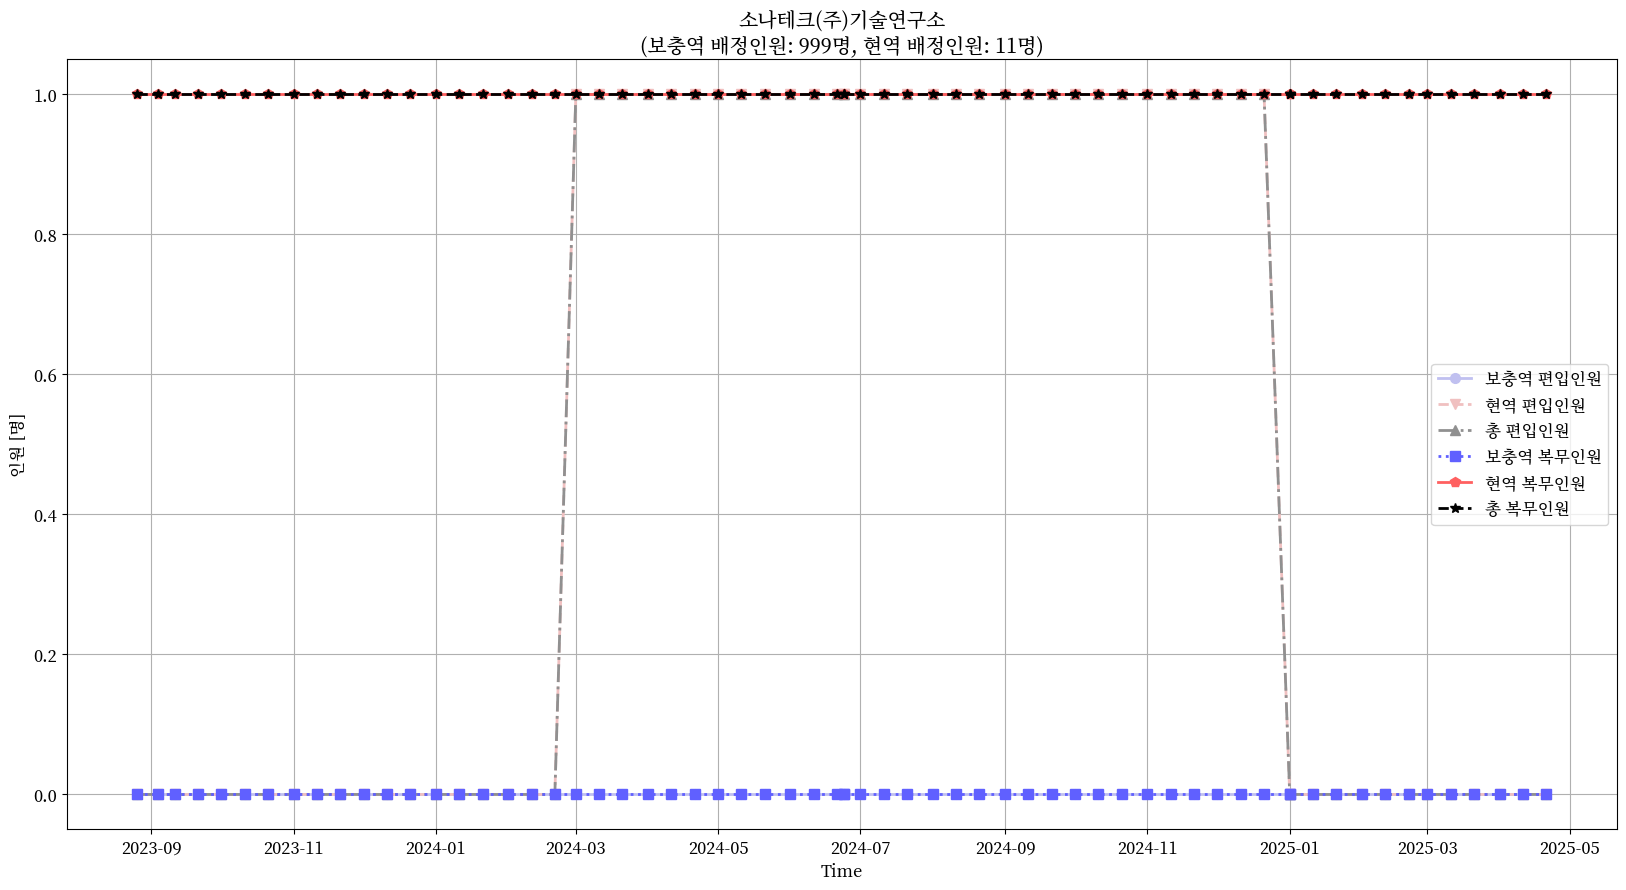 소나테크(주)기술연구소
(보충역 배정인원: 999명, 현역 배정인원: 11명)
인원 [명]
1.0
0.8
0.6
0.4
0.2
0.0
보충역 편입인원
현역 편입인원
총 편입인원
보충역 복무인원
현역 복무인원
총 복무인원
2023-09 2023-11 2024-01 2024-03 2024-05 2024-07 2024-09 2024-11 2025-01 2025-03 2025-05
Time